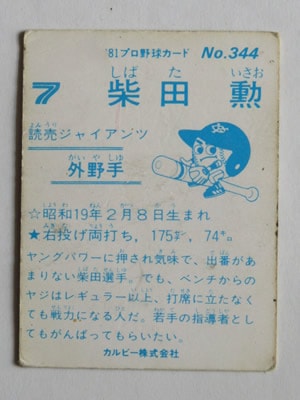 '81プロ野球カード No.344
しばた いさお
7 柴田 勲
よみうり
読売ジャイアンツ
がいやしゅ
外野手
☆昭和19年2月8日生まれ
★右投げ両打ち，175㌢，74㌔
ヤングパワーに押され気味で、出番が
あまりない柴田選手。でも、ベンチからの
ヤジはレギュラー以上、打席に立たなくて
も戦力になる人だ。若手の指導者とし
てもがんばってもらいたい。
カルビー株式会社